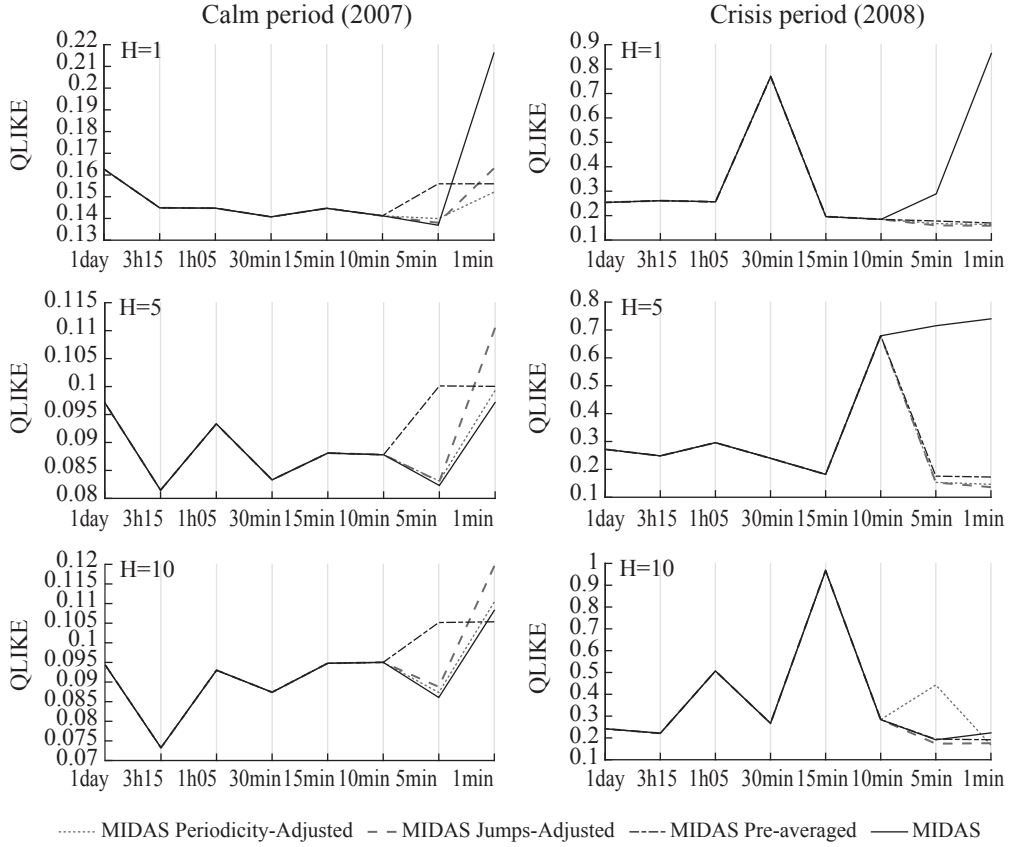 Calm period (2007)
H=1
QLIKE
0.22
0.21
0.2
0.19
0.18
0.17
0.16
0.15
0.14
0.13
1day 3h15 1h05 30min 15min 10min 5min 1min
Crisis period (2008)
H=1
QLIKE
0.9
0.8
0.7
0.6
0.5
0.4
0.3
0.2
0.1
1day 3h15 1h05 30min 15min 10min 5min 1min
H=5
QLIKE
0.115
0.11
0.105
0.1
0.095
0.09
0.085
0.08
1day 3h15 1h05 30min 15min 10min 5min 1min
H=5
QLIKE
0.8
0.7
0.6
0.5
0.4
0.3
0.2
0.1
1day 3h15 1h05 30min 15min 10min 5min 1min
H=10
QLIKE
0.12
0.115
0.11
0.105
0.1
0.095
0.09
0.085
0.08
0.075
0.07
1day 3h15 1h05 30min 15min 10min 5min 1min
H=10
QLIKE
1
0.9
0.8
0.7
0.6
0.5
0.4
0.3
0.2
0.1
1day 3h15 1h05 30min 15min 10min 5min 1min
MIDAS Periodicity-Adjusted MIDAS Jumps-Adjusted MIDAS Pre-averaged MIDAS